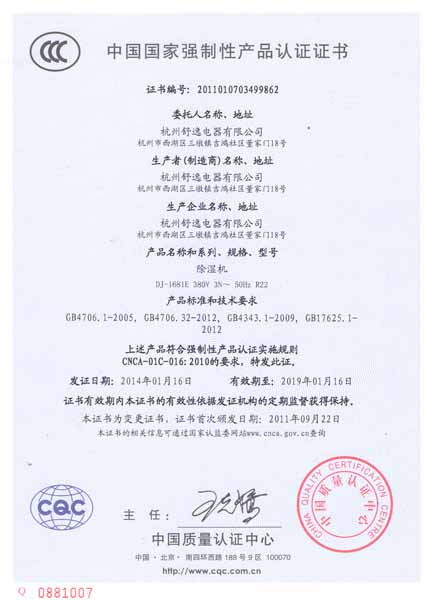 CCC
中国国家强制性产品认证证书
证书编号: 2011010703499862
委托人名称、地址
杭州舒逸电器有限公司
杭州市西湖区三墩镇吉鸿社区董家门18号
生产者(制造商)名称、地址
杭州舒逸电器有限公司
杭州市西湖区三墩镇吉鸿社区董家门18号
生产企业名称、地址
杭州舒逸电器有限公司
杭州市西湖区三墩镇吉鸿社区董家门18号
产品名称和系列、规格、型号
除湿机
DJ-1681E 380V 3N~ 50Hz R22
产品标准和技术要求
GB4706.1-2005, GB4706.32-2012, GB4343.1-2009, GB17625.1-
2012
上述产品符合强制性产品认证实施规则
CNCA-01C-016:2010的要求, 特发此证。
发证日期: 2014年01月16日 有效期至: 2019年01月16日
证书有效期内本证书的有效性依据发证机构的定期监督获得保持。
本证书为变更证书, 证书首次颁发日期: 2011年09月22日
本证书的相关信息可通过国家认监委网站www.cnca.gov.cn查询
CQC
主 任:
CHINA QUALITY CERTIFICATION CENTRE
中国质量认证中心
中国质量认证中心
中国·北京·南四环西路 188 号 9 区 100070
http://www.cqc.com.cn
Q 0881007